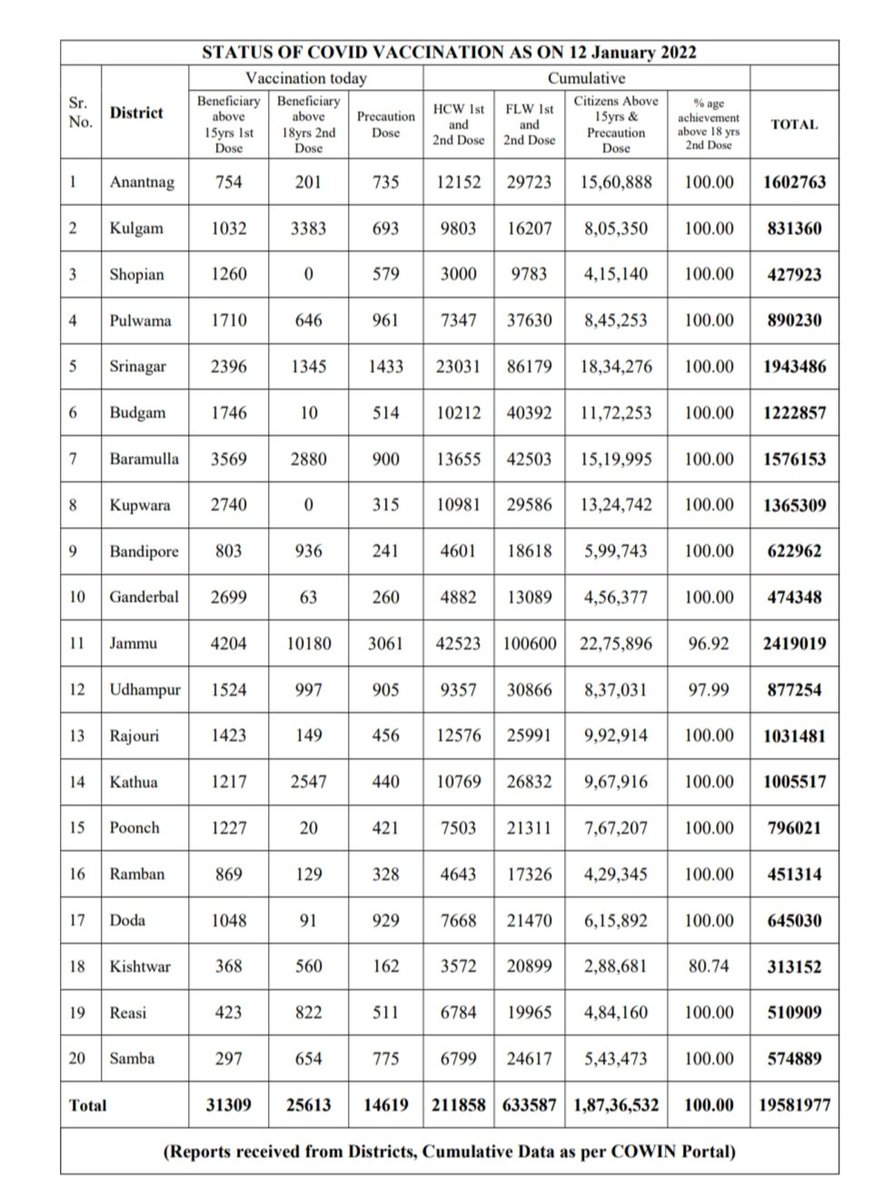 STATUS OF COVID VACCINATION AS ON 12 January 2022
Vaccination today Cumulative
Sr. No. District Beneficiary above 15yrs 1st Dose Beneficiary above 18yrs 2nd Dose Precaution Dose HCW 1st and 2nd Dose FLW 1st and 2nd Dose Citizens Above 15yrs & Precaution Dose % age achievement above 18 yrs 2nd Dose TOTAL
1 Anantnag 754 201 735 12152 29723 15,60,888 100.00 1602763
2 Kulgam 1032 3383 693 9803 16207 8,05,350 100.00 831360
3 Shopian 1260 0 579 3000 9783 4,15,140 100.00 427923
4 Pulwama 1710 646 961 7347 37630 8,45,253 100.00 890230
5 Srinagar 2396 1345 1433 23031 86179 18,34,276 100.00 1943486
6 Budgam 1746 10 514 10212 40392 11,72,253 100.00 1222857
7 Baramulla 3569 2880 900 13655 42503 15,19,995 100.00 1576153
8 Kupwara 2740 0 315 10981 29586 13,24,742 100.00 1365309
9 Bandipore 803 936 241 4601 18618 5,99,743 100.00 622962
10 Ganderbal 2699 63 260 4882 13089 4,56,377 100.00 474348
11 Jammu 4204 10180 3061 42523 100600 22,75,896 96.92 2419019
12 Udhampur 1524 997 905 9357 30866 8,37,031 97.99 877254
13 Rajouri 1423 149 456 12576 25991 9,92,914 100.00 1031481
14 Kathua 1217 2547 440 10769 26832 9,67,916 100.00 1005517
15 Poonch 1227 20 421 7503 21311 7,67,207 100.00 796021
16 Ramban 869 129 328 4643 17326 4,29,345 100.00 451314
17 Doda 1048 91 929 7668 21470 6,15,892 100.00 645030
18 Kishtwar 368 560 162 3572 20899 2,88,681 80.74 313152
19 Reasi 423 822 511 6784 19965 4,84,160 100.00 510909
20 Samba 297 654 775 6799 24617 5,43,473 100.00 574889
Total 31309 25613 14619 211858 633587 1,87,36,532 100.00 19581977
(Reports received from Districts, Cumulative Data as per COWIN Portal)